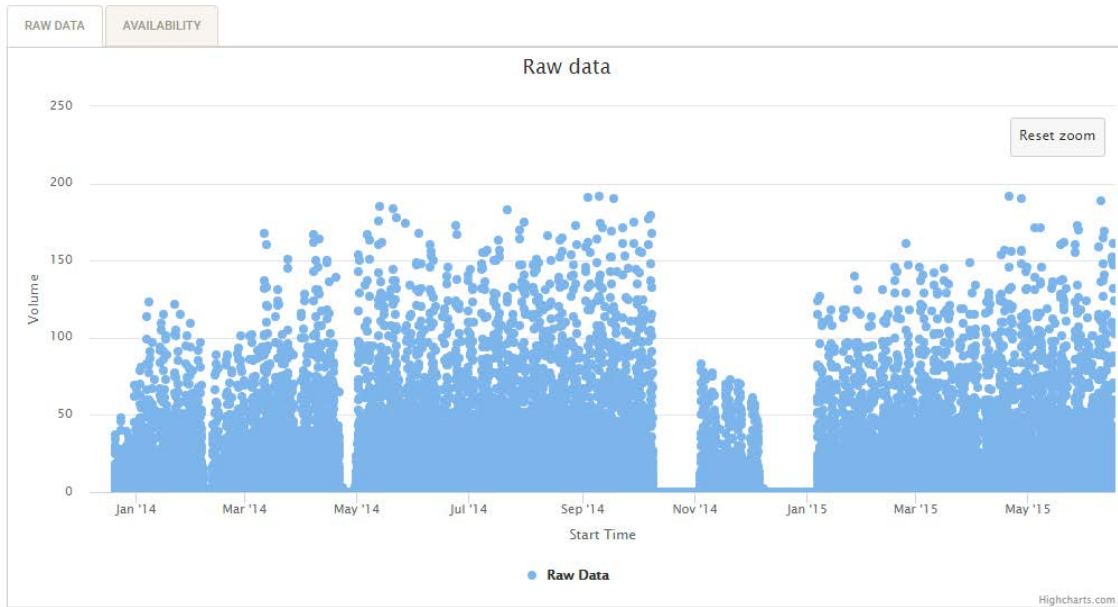 RAW DATA
AVAILABILITY
Raw data
250
Reset zoom
200
150
Volume
100
50
0
Jan '14 Mar '14 May '14 Jul '14 Sep '14 Nov '14 Jan '15 Mar '15 May '15
Start Time
Raw Data
Highcharts.com